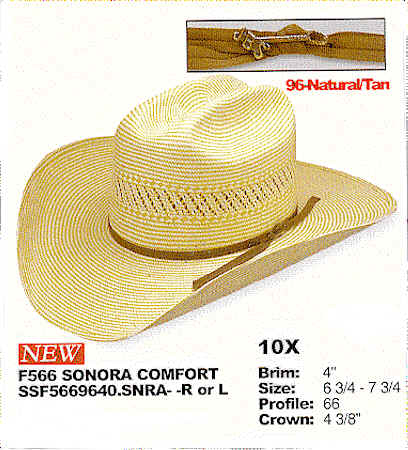 96-Natural/Tan
NEW
F566 SONORA COMFORT
SSF5669640.SNRA- -R or L
10X
Brim: 4"
Size: 6 3/4 - 7 3/4
Profile: 66
Crown: 4 3/8"